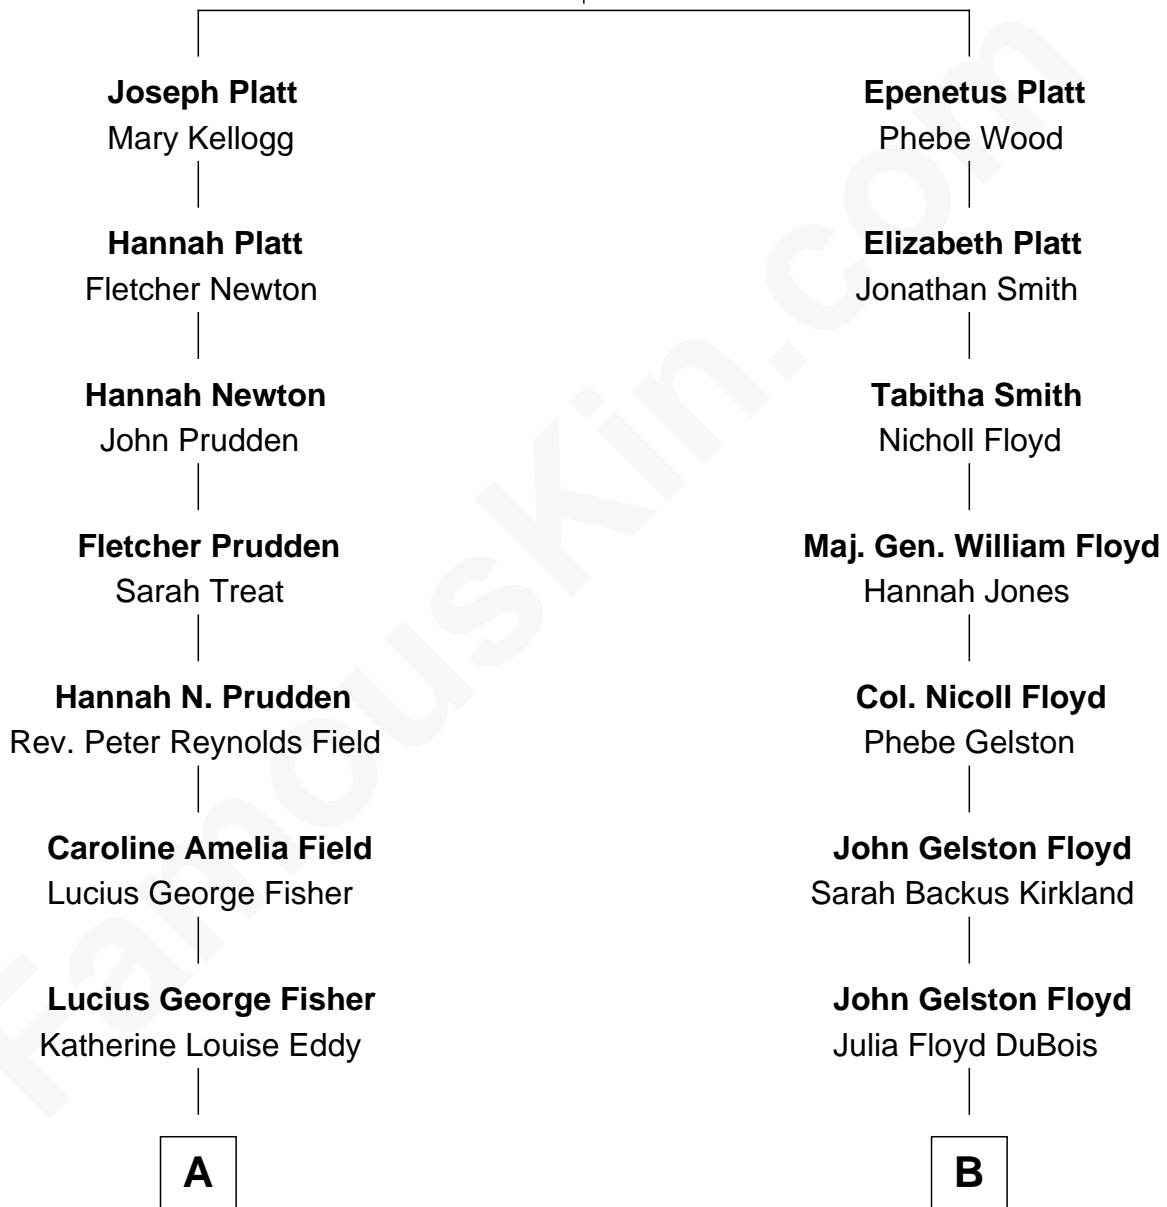 Joseph Platt
Mary Kellogg
Hannah Platt
Fletcher Newton
Hannah Newton
John Prudden
Fletcher Prudden
Sarah Treat
Hannah N. Prudden
Rev. Peter Reynolds Field
Caroline Amelia Field
Lucius George Fisher
Lucius George Fisher
Katherine Louise Eddy
A
Epenetus Platt
Phebe Wood
Elizabeth Platt
Jonathan Smith
Tabitha Smith
Nicholl Floyd
Maj. Gen. William Floyd
Hannah Jones
Col. Nicoll Floyd
Phebe Gelston
John Gelston Floyd
Sarah Backus Kirkland
John Gelston Floyd
Julia Floyd DuBois
B
FamousKin.com